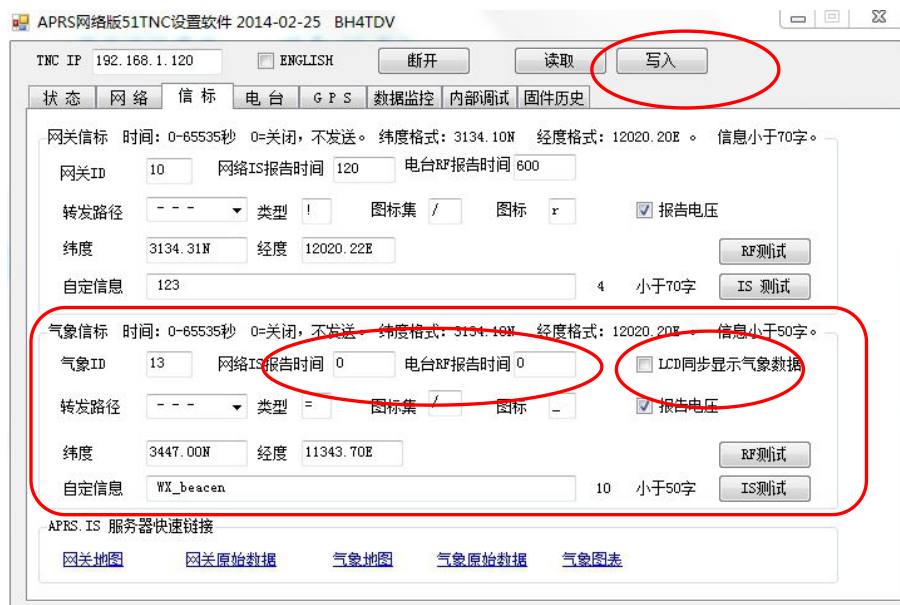 APRS网络版51TNC设置软件 2014-02-25 BH4TDV
TNC IP 192.168.1.120 ENGLISH 断开 读取 写入
状态 网络 信标 电台 GPS 数据监控 内部调试 固件历史
网关信标 时间：0-65535秒 0=关闭，不发送。 纬度格式：3134.10N 经度格式：12020.20E 。 信息小于70字。
网关ID 10 网络IS报告时间 120 电台RF报告时间 600
转发路径 --- 类型 ! 图标集 / 图标 r 报告电压
纬度 3134.31N 经度 12020.22E RF测试
自定信息 123 4 小于70字 IS 测试
气象信标 时间：0-65535秒 0=关闭，不发送。 纬度格式：3134.10N 经度格式：12020.20E 。 信息小于50字。
气象ID 13 网络IS报告时间 0 电台RF报告时间 0 LCD同步显示气象数据
转发路径 --- 类型 = 图标集 / 图标 _ 报告电压
纬度 3447.00N 经度 11343.70E RF测试
自定信息 WX_beacen 10 小于50字 IS测试
APRS.IS 服务器快速链接
网关地图 网关原始数据 气象地图 气象原始数据 气象图表